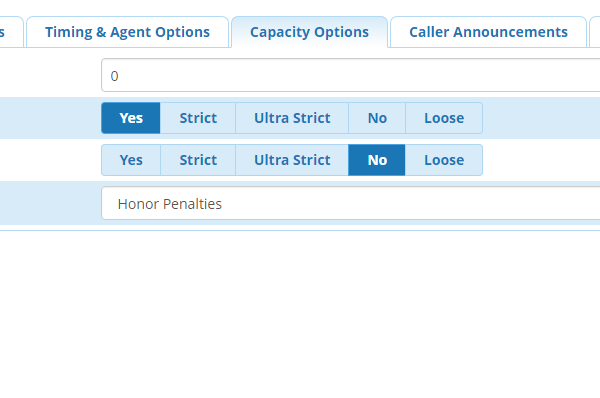 s Timing & Agent Options Capacity Options Caller Announcements
0
Yes Strict Ultra Strict No Loose
Yes Strict Ultra Strict No Loose
Honor Penalties